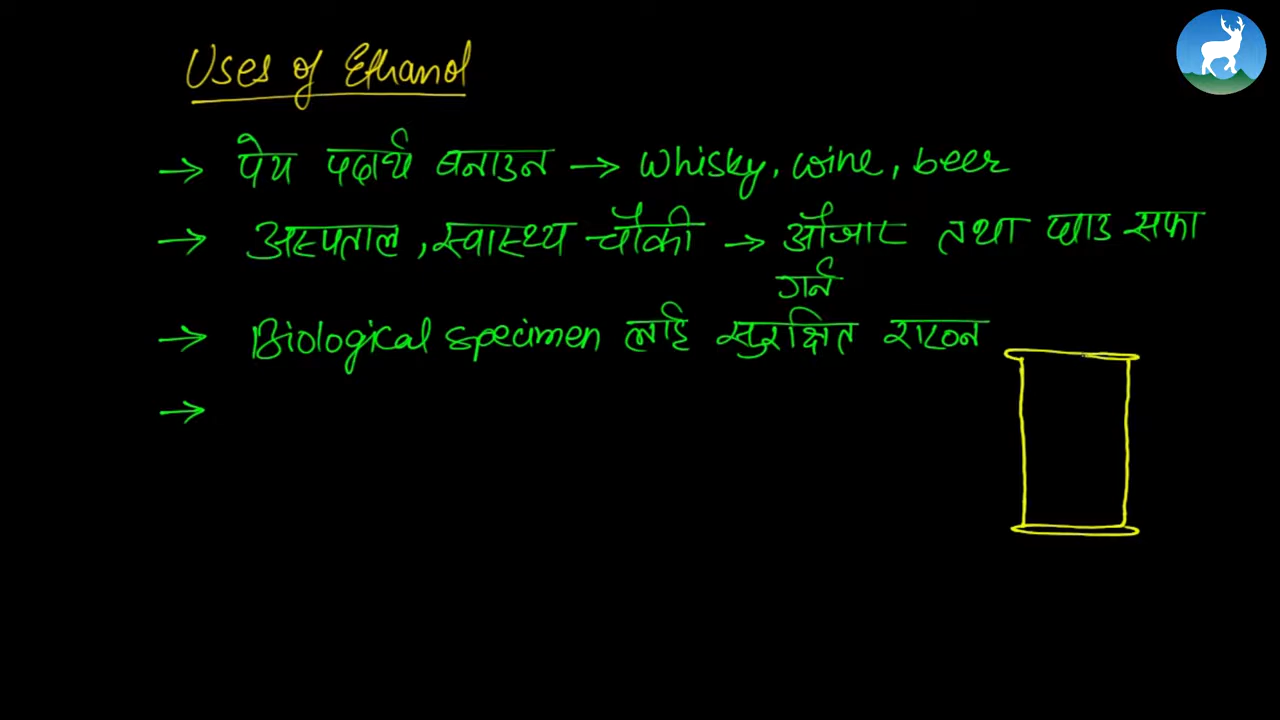 Uses of Ethanol
→ पेय पदार्थ बनाउन → Whisky, wine, beer
→ अस्पताल, स्वास्थ्य चौकी → औजार तथा घाउ सफा
गर्न
→ Biological specimen लाई सुरक्षित राख्न
→